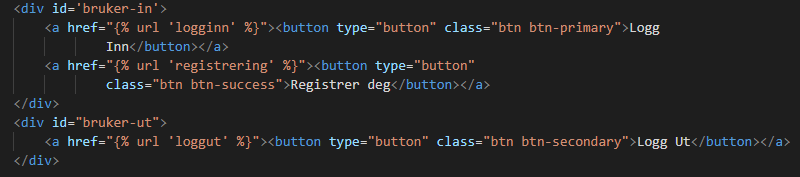 <div id='bruker-in'>
<a href="{% url 'logginn' %}"><button type="button" class="btn btn-primary">Logg
Inn</button></a>
<a href="{% url 'registrering' %}"><button type="button"
class="btn btn-success">Registrer deg</button></a>
</div>
<div id="bruker-ut">
<a href="{% url 'loggut' %}"><button type="button" class="btn btn-secondary">Logg Ut</button></a>
</div>